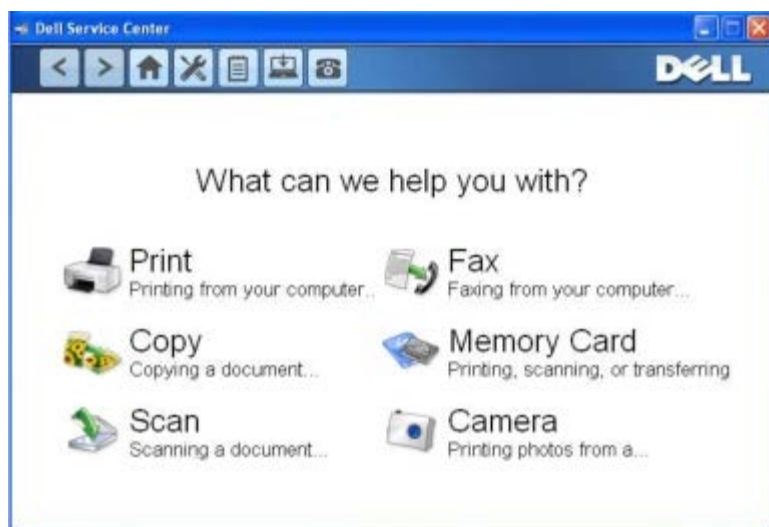 Dell Service Center
DELL
What can we help you with?
Print
Printing from your computer..
Fax
Faxing from your computer...
Copy
Copying a document...
Memory Card
Printing, scanning, or transferring
Scan
Scanning a document...
Camera
Printing photos from a...